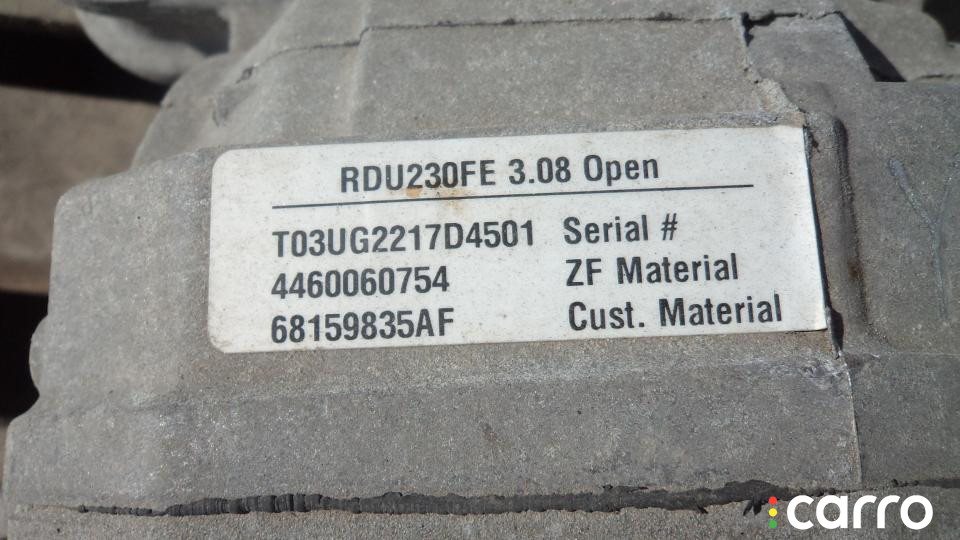 RDU230FE 3.08 Open
T03UG2217D4501 Serial #
4460060754 ZF Material
68159835AF Cust. Material
carro